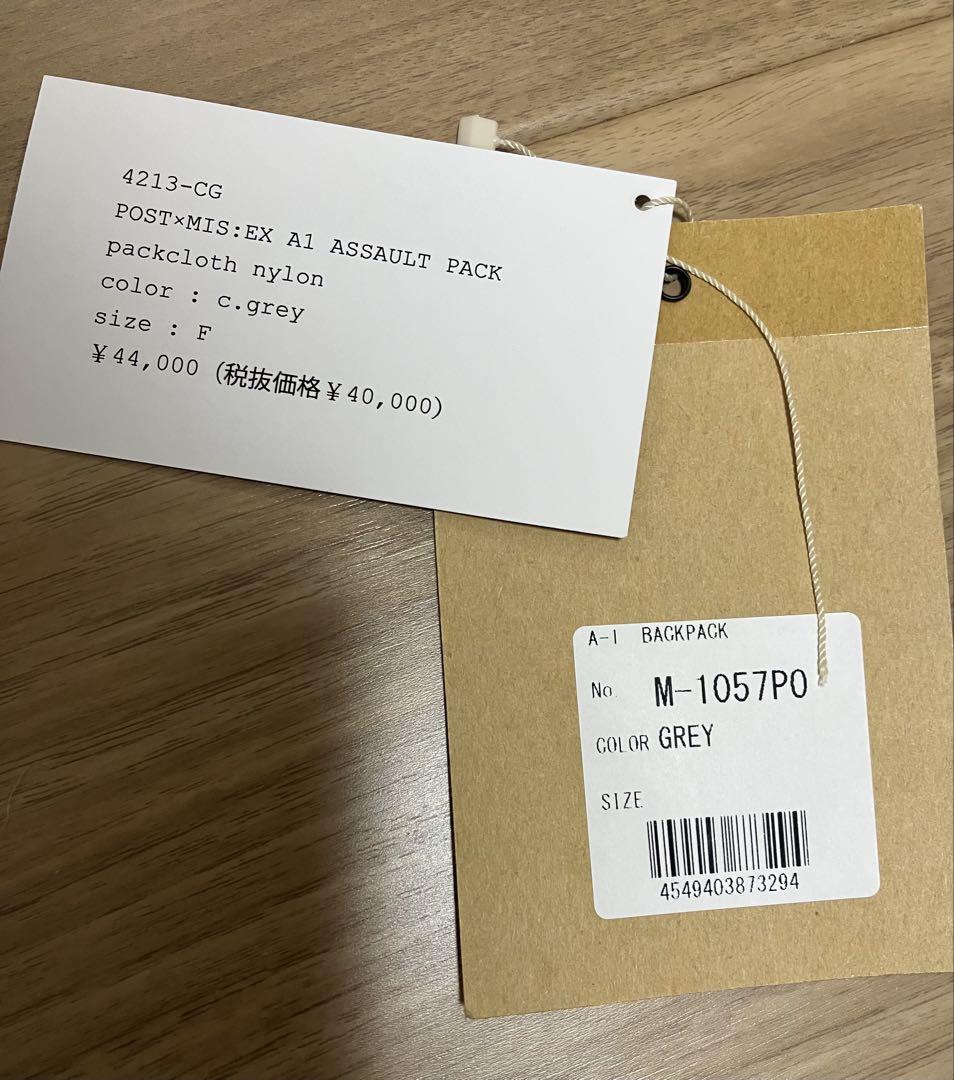 4213-CG
POST×MIS:EX A1 ASSAULT PACK
packcloth nylon
color : c.grey
size : F
¥44,000 (税抜価格¥40,000)
A-1 BACKPACK
No. M-1057PO
COLOR GREY
SIZE
4549403873294